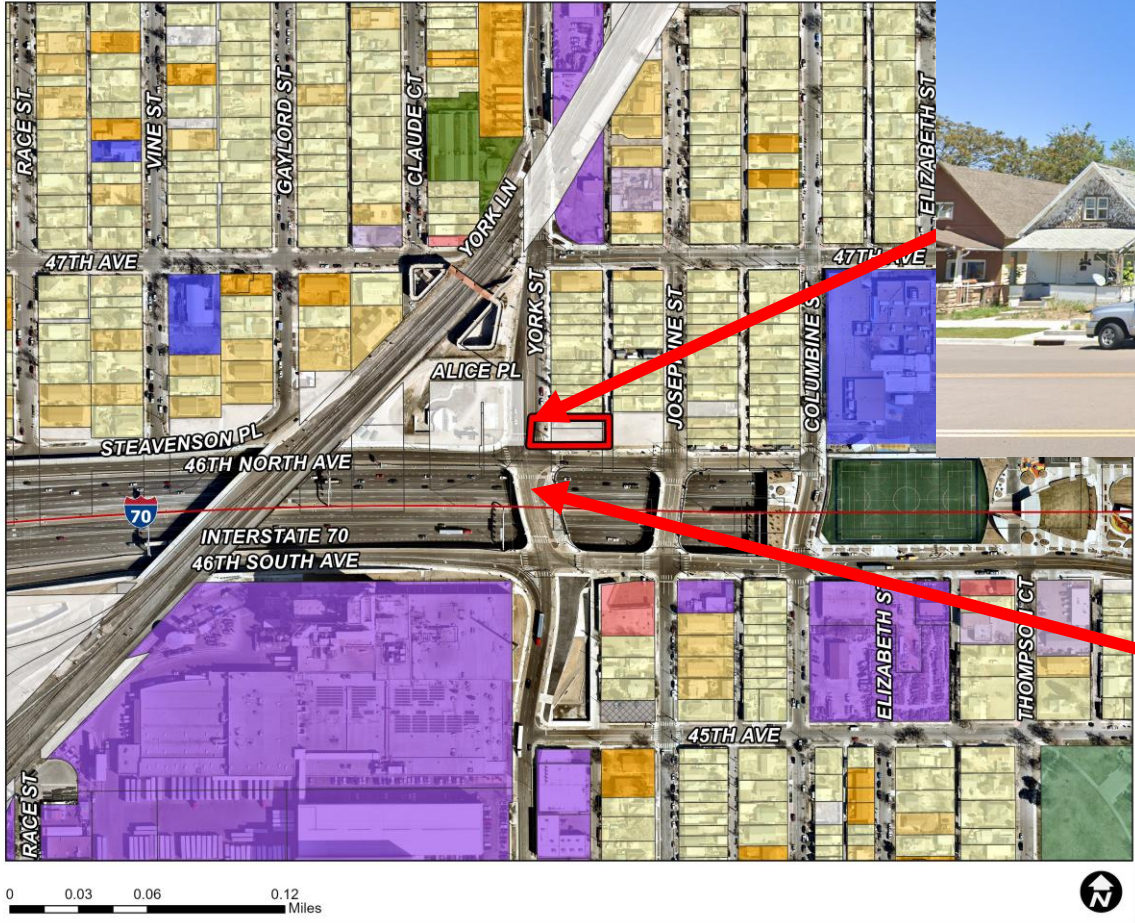 RACE ST
VINE ST
GAYLORD ST
CLAUDE CT
YORK LN
ELIZABETH ST
47TH AVE
47TH AVE
YORK ST
JOSEPHINE ST
COLUMBINE ST
ALICE PL
STEAVENSON PL
46TH NORTH AVE
70
INTERSTATE 70
46TH SOUTH AVE
ELIZABETH ST
THOMPSON CT
45TH AVE
RACE ST
0 0.03 0.06 0.12
Miles
N